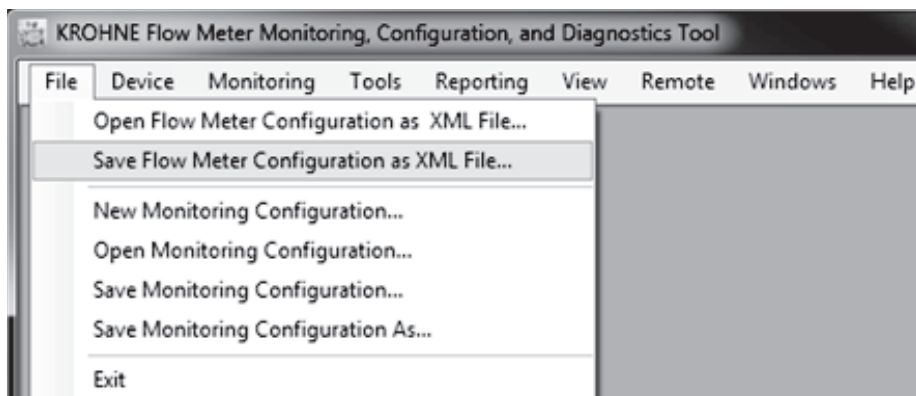 KROHNE Flow Meter Monitoring, Configuration, and Diagnostics Tool
File Device Monitoring Tools Reporting View Remote Windows Help
Open Flow Meter Configuration as XML File...
Save Flow Meter Configuration as XML File...
New Monitoring Configuration...
Open Monitoring Configuration...
Save Monitoring Configuration...
Save Monitoring Configuration As...
Exit